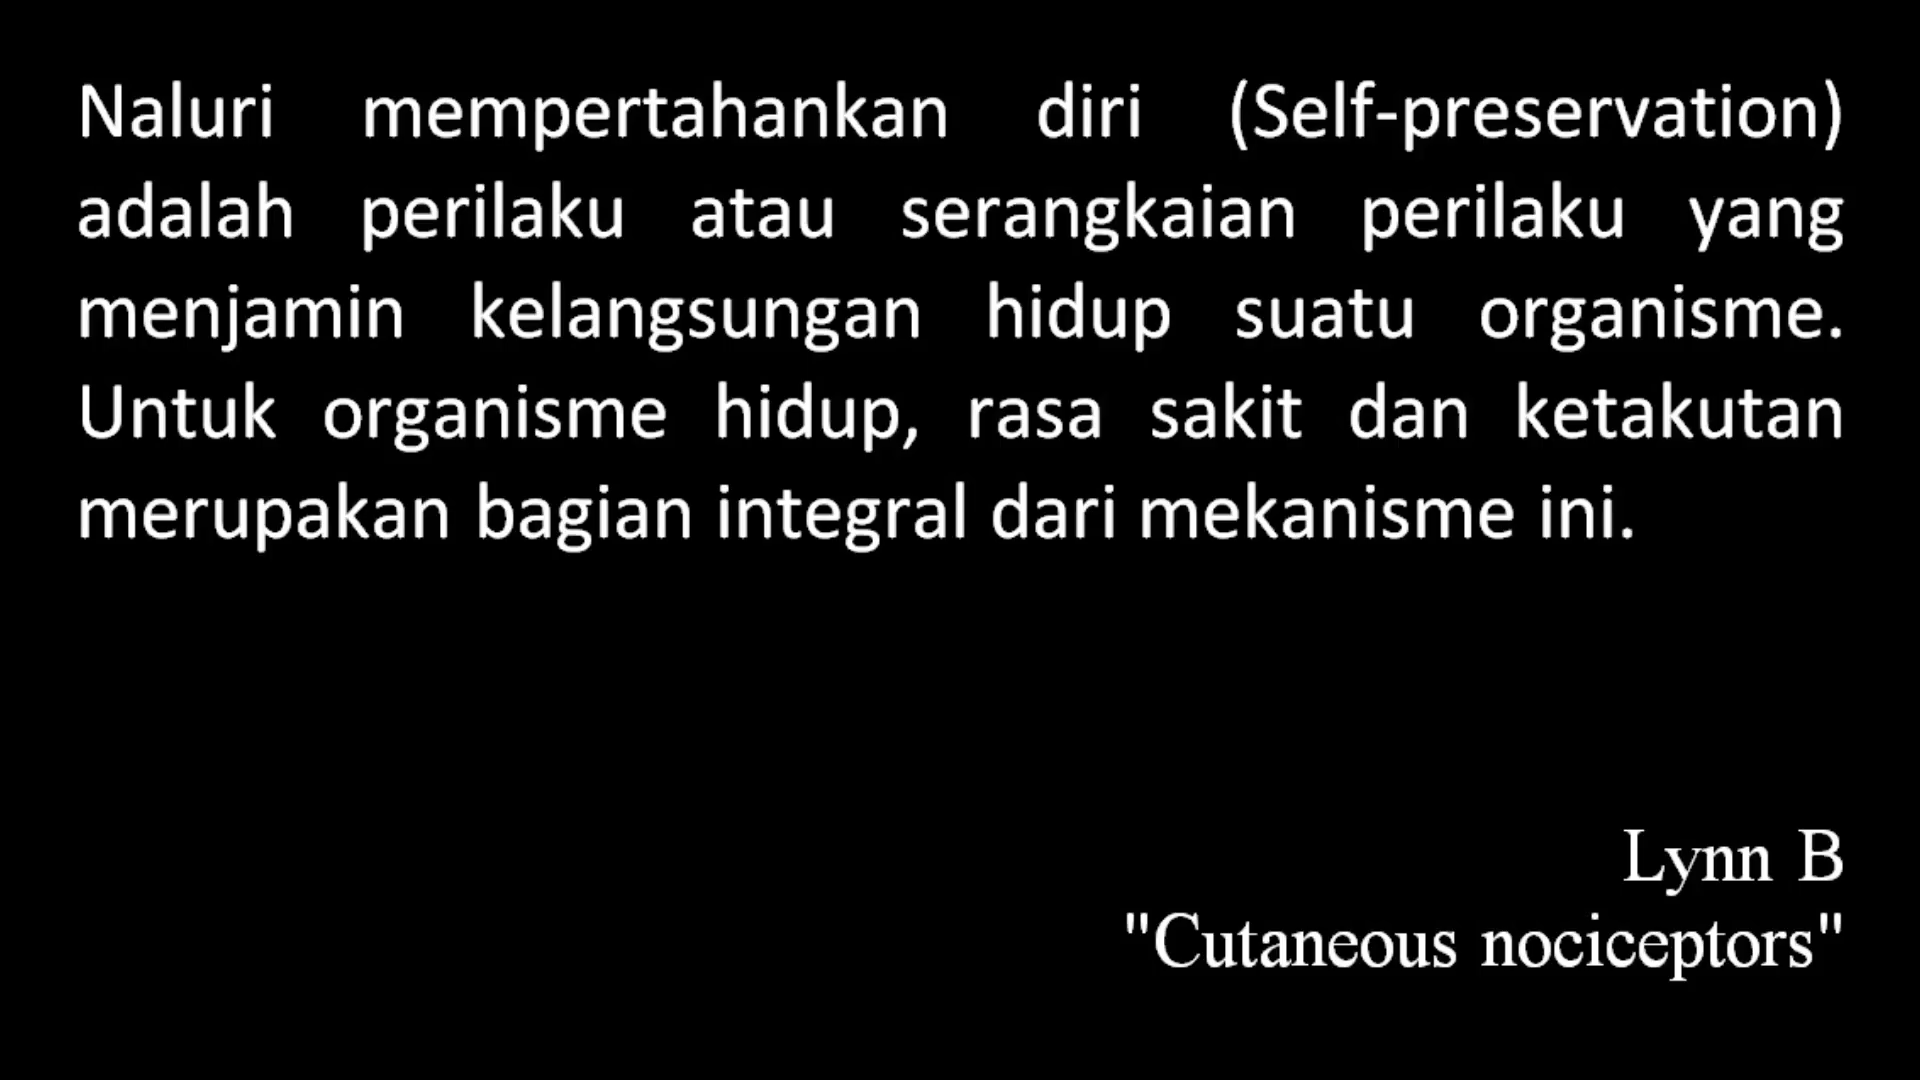 Naluri mempertahankan diri (Self-preservation)
adalah perilaku atau serangkaian perilaku yang
menjamin kelangsungan hidup suatu organisme.
Untuk organisme hidup, rasa sakit dan ketakutan
merupakan bagian integral dari mekanisme ini.
Lynn B
"Cutaneous nociceptors"